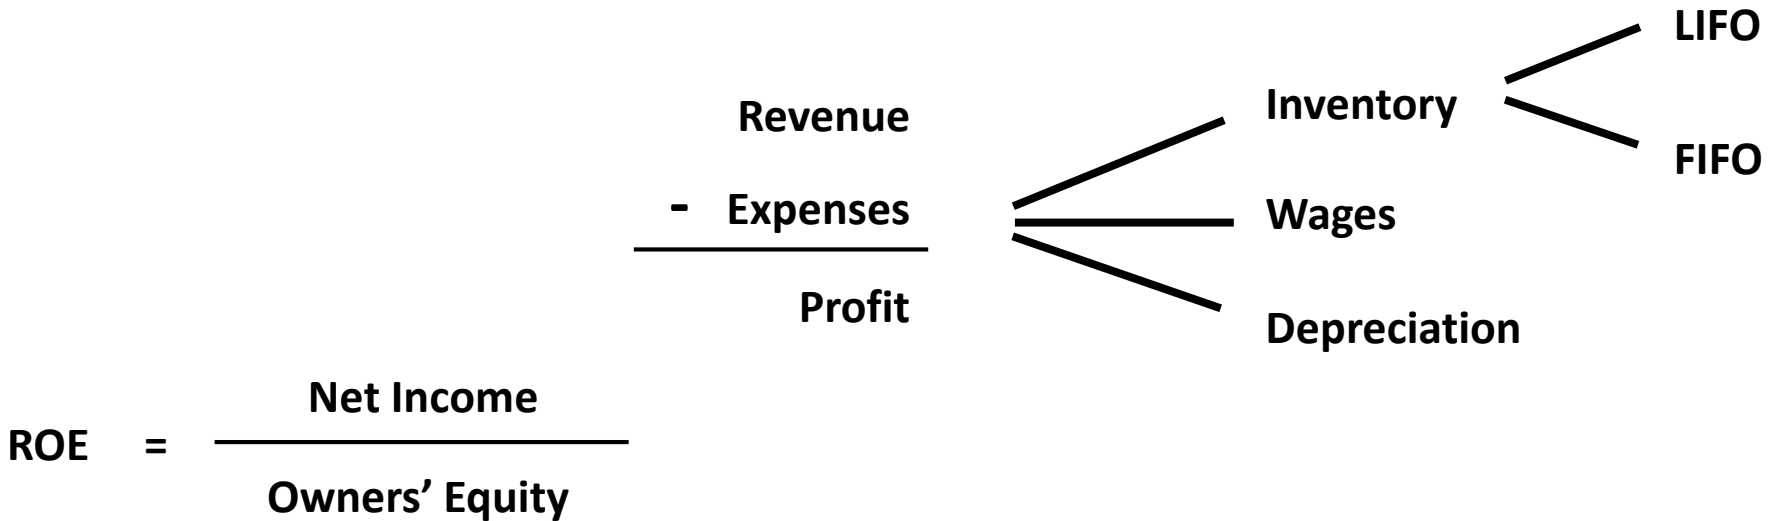 LIFO
Revenue
Inventory
FIFO
- Expenses
Wages
Profit
Depreciation
Net Income
ROE =
Owners’ Equity